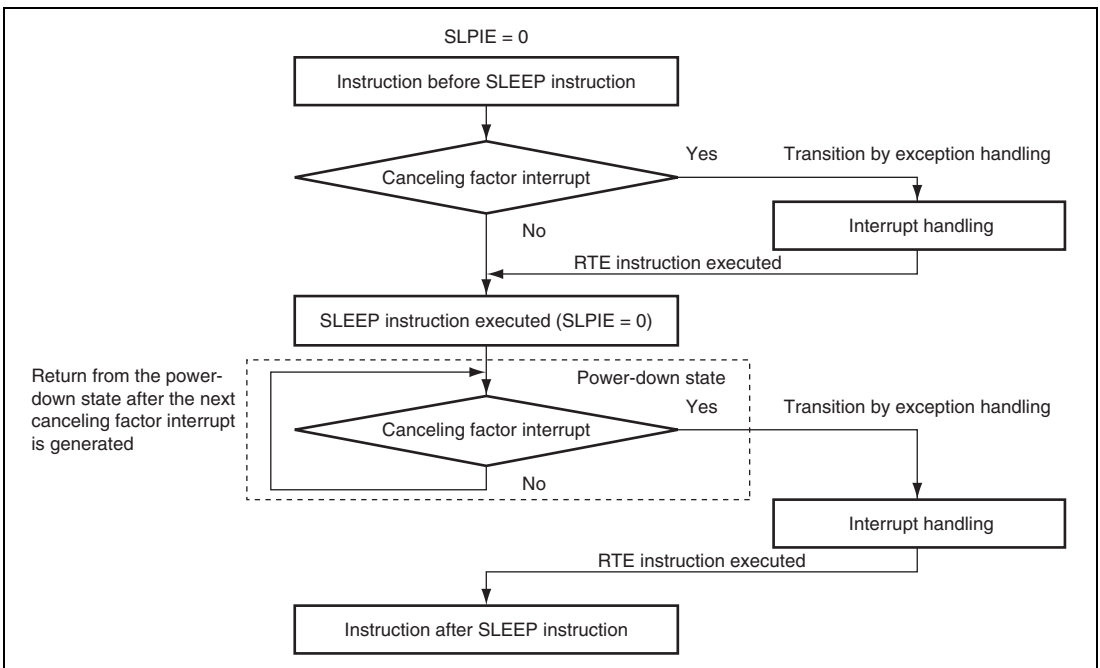 SLPIE = 0
Instruction before SLEEP instruction
Canceling factor interrupt
Yes
Transition by exception handling
Interrupt handling
No
RTE instruction executed
SLEEP instruction executed (SLPIE = 0)
Return from the power-
down state after the next
canceling factor interrupt
is generated
Power-down state
Canceling factor interrupt
Yes
Transition by exception handling
No
Interrupt handling
RTE instruction executed
Instruction after SLEEP instruction